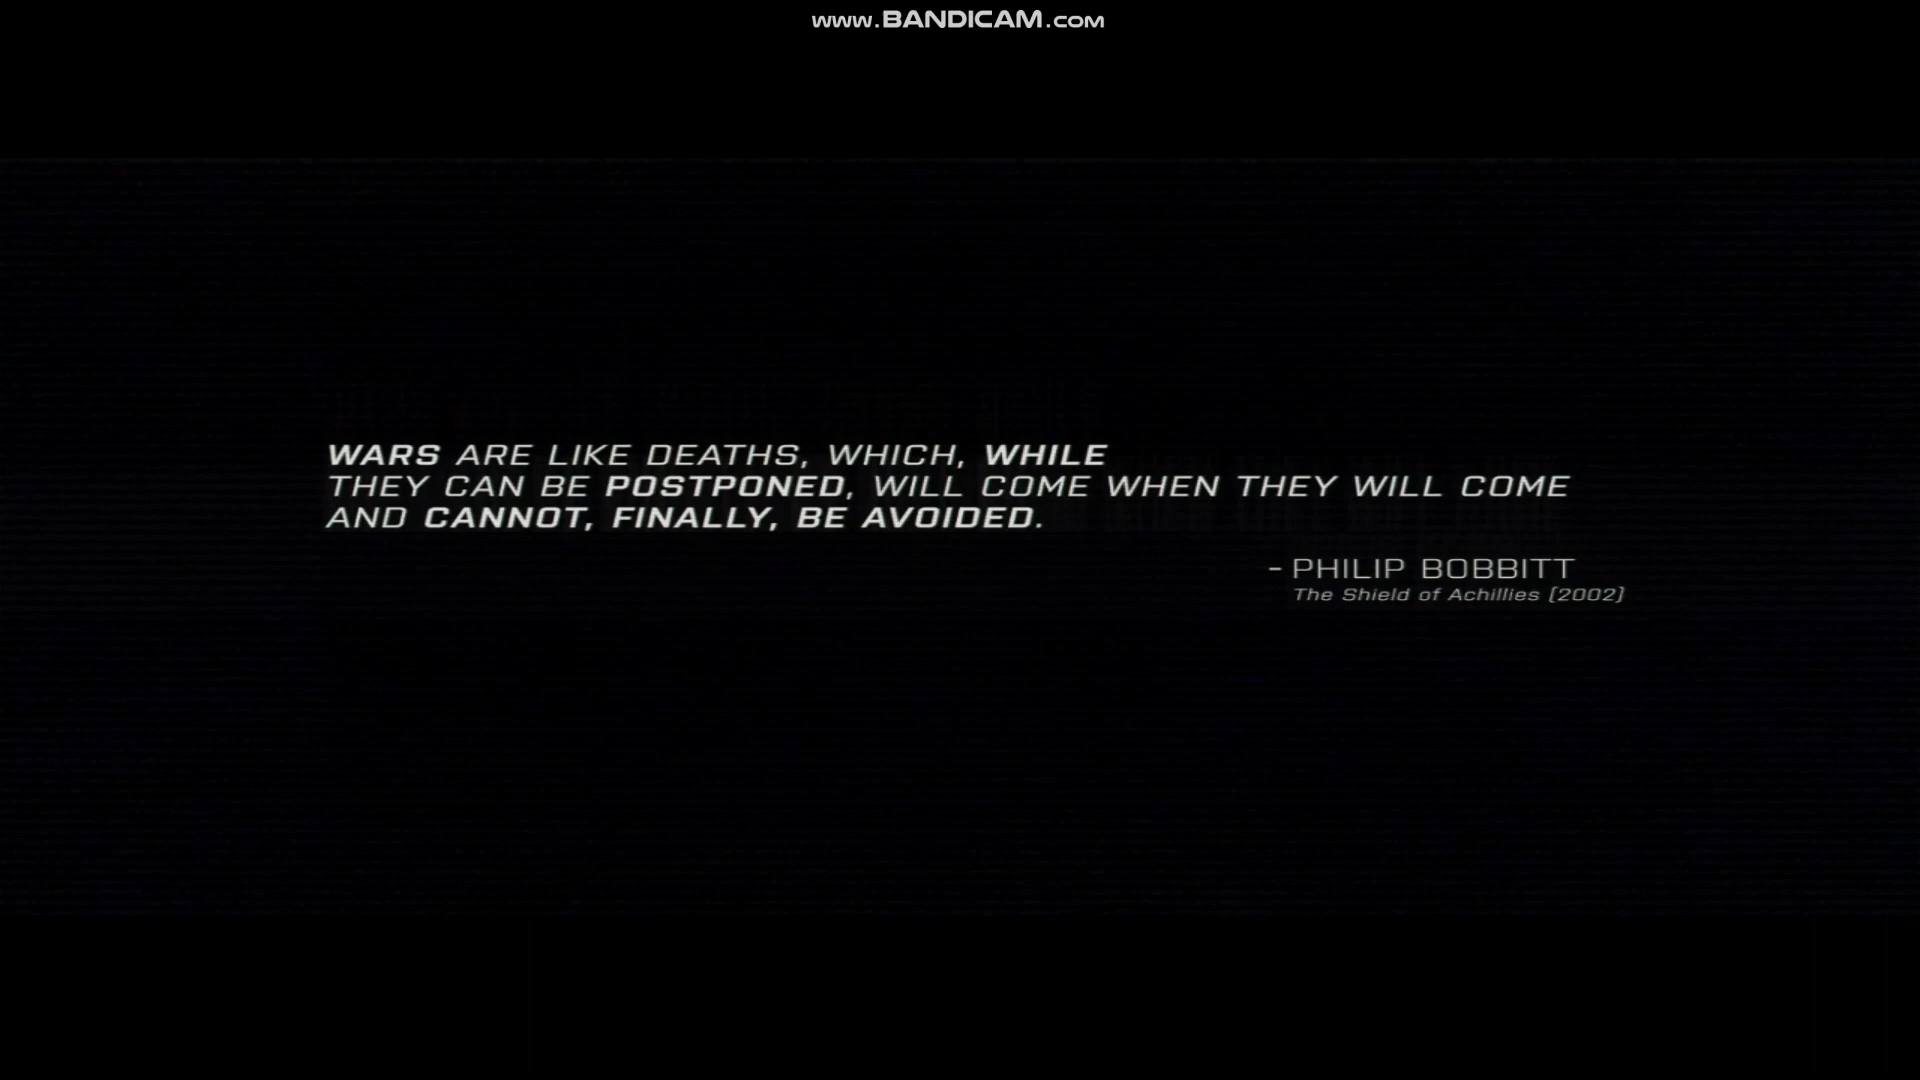 www.BANDICAM.com
WARS ARE LIKE DEATHS, WHICH, WHILE
THEY CAN BE POSTPONED, WILL COME WHEN THEY WILL COME
AND CANNOT, FINALLY, BE AVOIDED.
- PHILIP BOBBITT
The Shield of Achillies [2002]